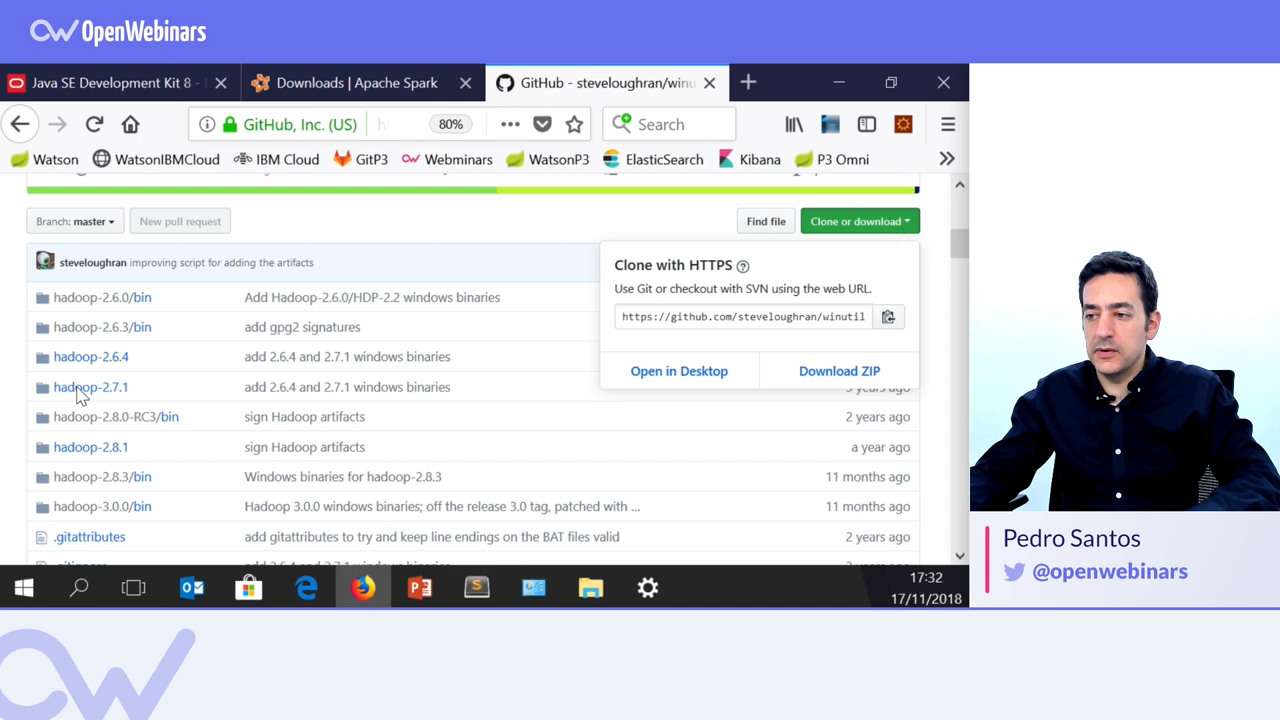 OpenWebinars
Java SE Development Kit 8 -
Downloads | Apache Spark
GitHub - steveloughran/winu
GitHub, Inc. (US)
80%
Search
Watson
WatsonIBMCloud
IBM Cloud
GitP3
Webminars
WatsonP3
ElasticSearch
Kibana
P3 Omni
Branch: master
New pull request
Find file
Clone or download
steveloughran improving script for adding the artifacts
Clone with HTTPS
Use Git or checkout with SVN using the web URL.
https://github.com/steveloughran/winutil
Open in Desktop
Download ZIP
hadoop-2.6.0/bin Add Hadoop-2.6.0/HDP-2.2 windows binaries
hadoop-2.6.3/bin add gpg2 signatures
hadoop-2.6.4 add 2.6.4 and 2.7.1 windows binaries
hadoop-2.7.1 add 2.6.4 and 2.7.1 windows binaries 3 years ago
hadoop-2.8.0-RC3/bin sign Hadoop artifacts 2 years ago
hadoop-2.8.1 sign Hadoop artifacts a year ago
hadoop-2.8.3/bin Windows binaries for hadoop-2.8.3 11 months ago
hadoop-3.0.0/bin Hadoop 3.0.0 windows binaries; off the release 3.0 tag, patched with ... 11 months ago
.gitattributes add gitattributes to try and keep line endings on the BAT files valid 2 years ago
17:32
17/11/2018
Pedro Santos
@openwebinars